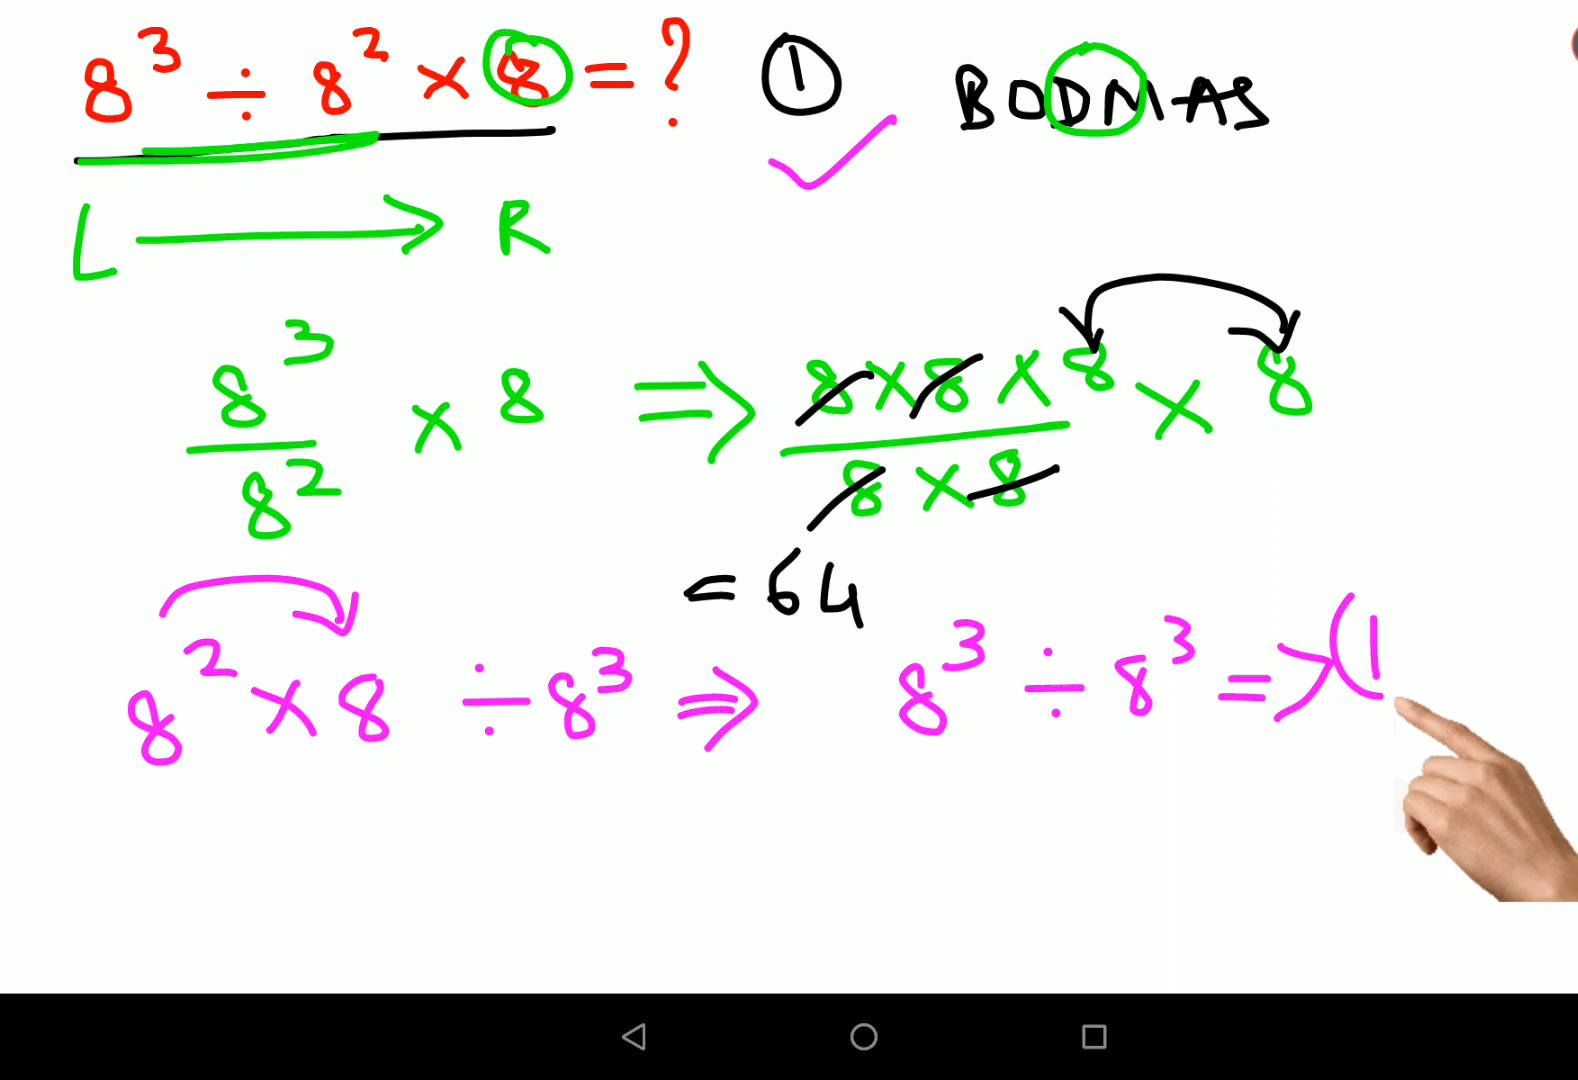 8³ ÷ 8² × 8 = ? ① BODMAS
L → R
8³/8² × 8 ⇒ 8×8×8/8×8 × 8
= 64
8² × 8 ÷ 8³ ⇒ 8³ ÷ 8³ ⇒ (1